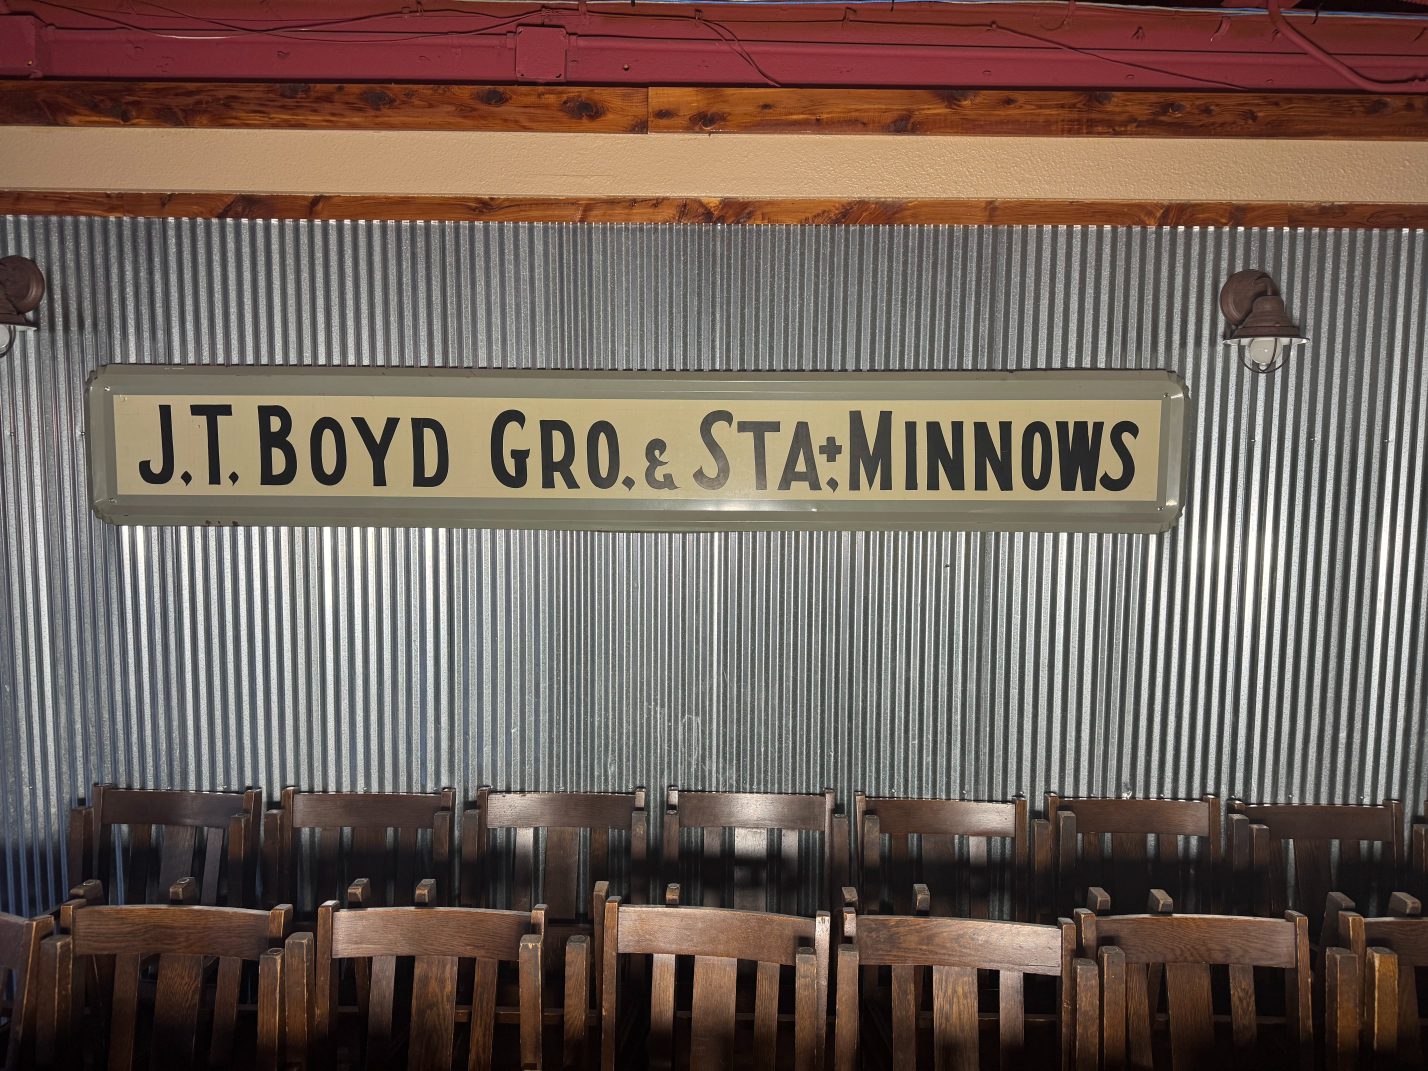 J.T. BOYD GRO. & STA+. MINNOWS